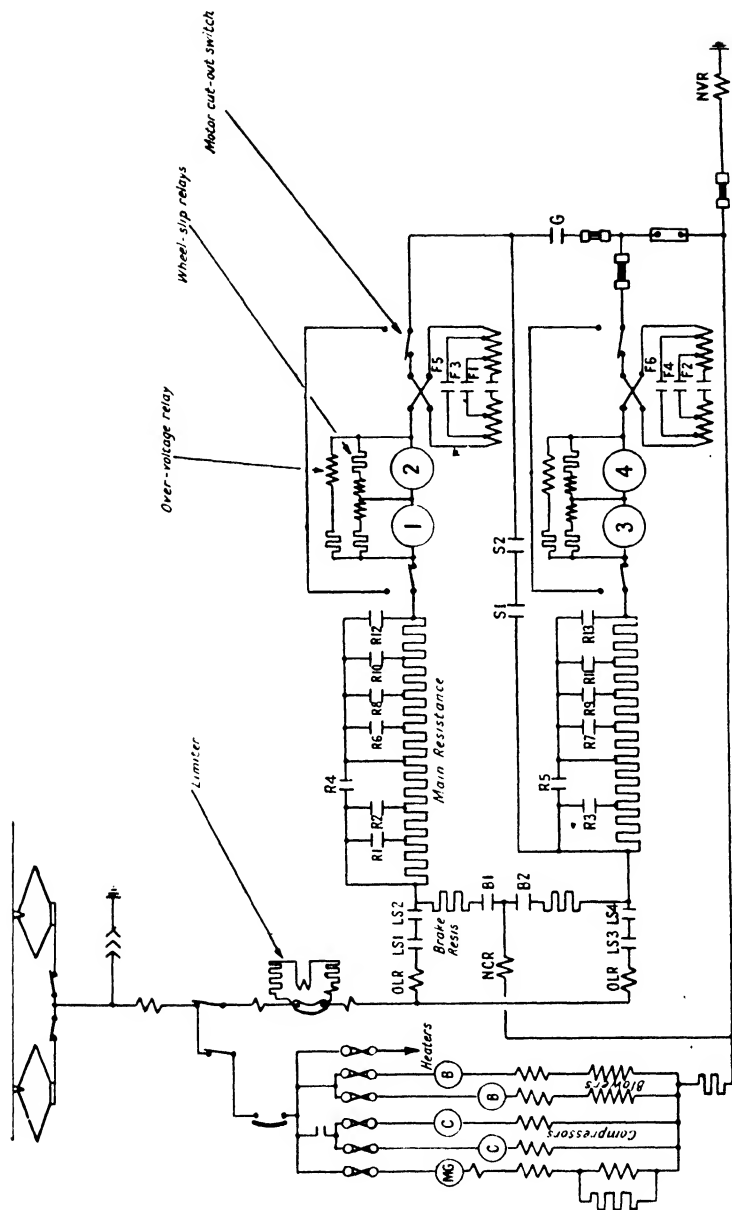 Over-voltage relay
Wheel-slip relays
Motor cut-out switch
Limiter
NVR
G
F5
F3
F1
2
1
R12
R10
R8
R6
R4
R2
R1
Main Resistance
S2
S1
F6
F4
F2
4
3
R13
R11
R9
R7
R5
R3
LS1 LS2
OLR
Brake
Resis
B1
B2
NCR
LS3 LS4
OLR
Heaters
B
B
Blowers
C
C
Compressors
MG